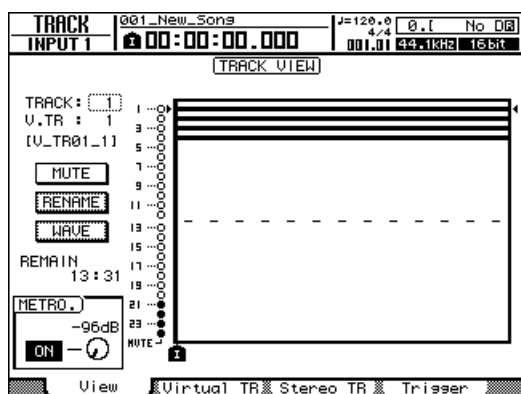 TRACK
INPUT 1
001_New_Song
00:00:00.000
♩=120.0
4/4
001.01
0.[ No D
44.1kHz 16bit
TRACK VIEW
TRACK: 1
V.TR : 1
[V_TR01_1]
MUTE
RENAME
WAVE
REMAIN
13:31
METRO.
-96dB
ON
1
3
5
7
9
11
13
15
17
19
21
23
MUTE
I
View Virtual TR Stereo TR Trigger